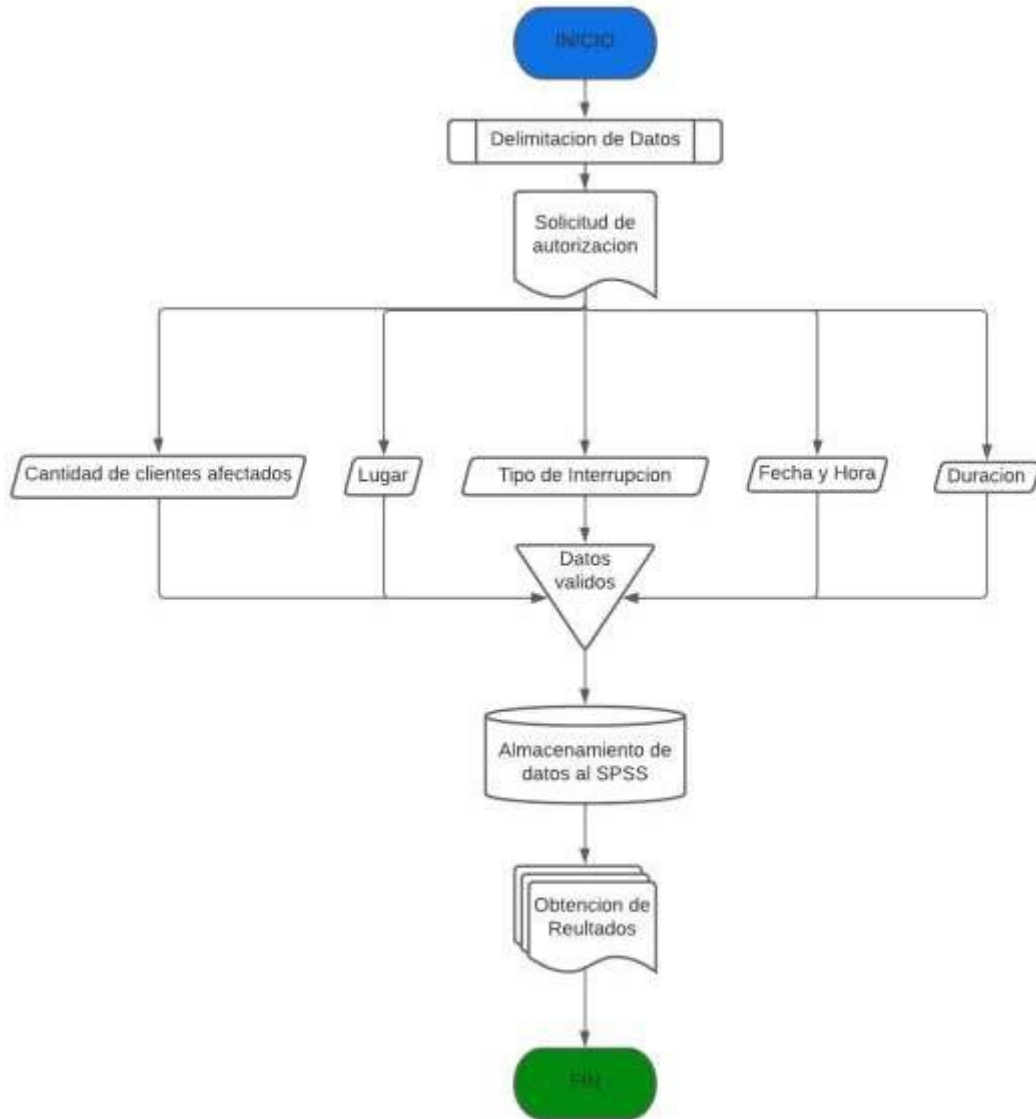 INICIO
Delimitacion de Datos
Solicitud de
autorizacion
Cantidad de clientes afectados
Lugar
Tipo de Interrupcion
Fecha y Hora
Duracion
Datos
validos
Almacenamiento de
datos al SPSS
Obtencion de
Reultados
FIN